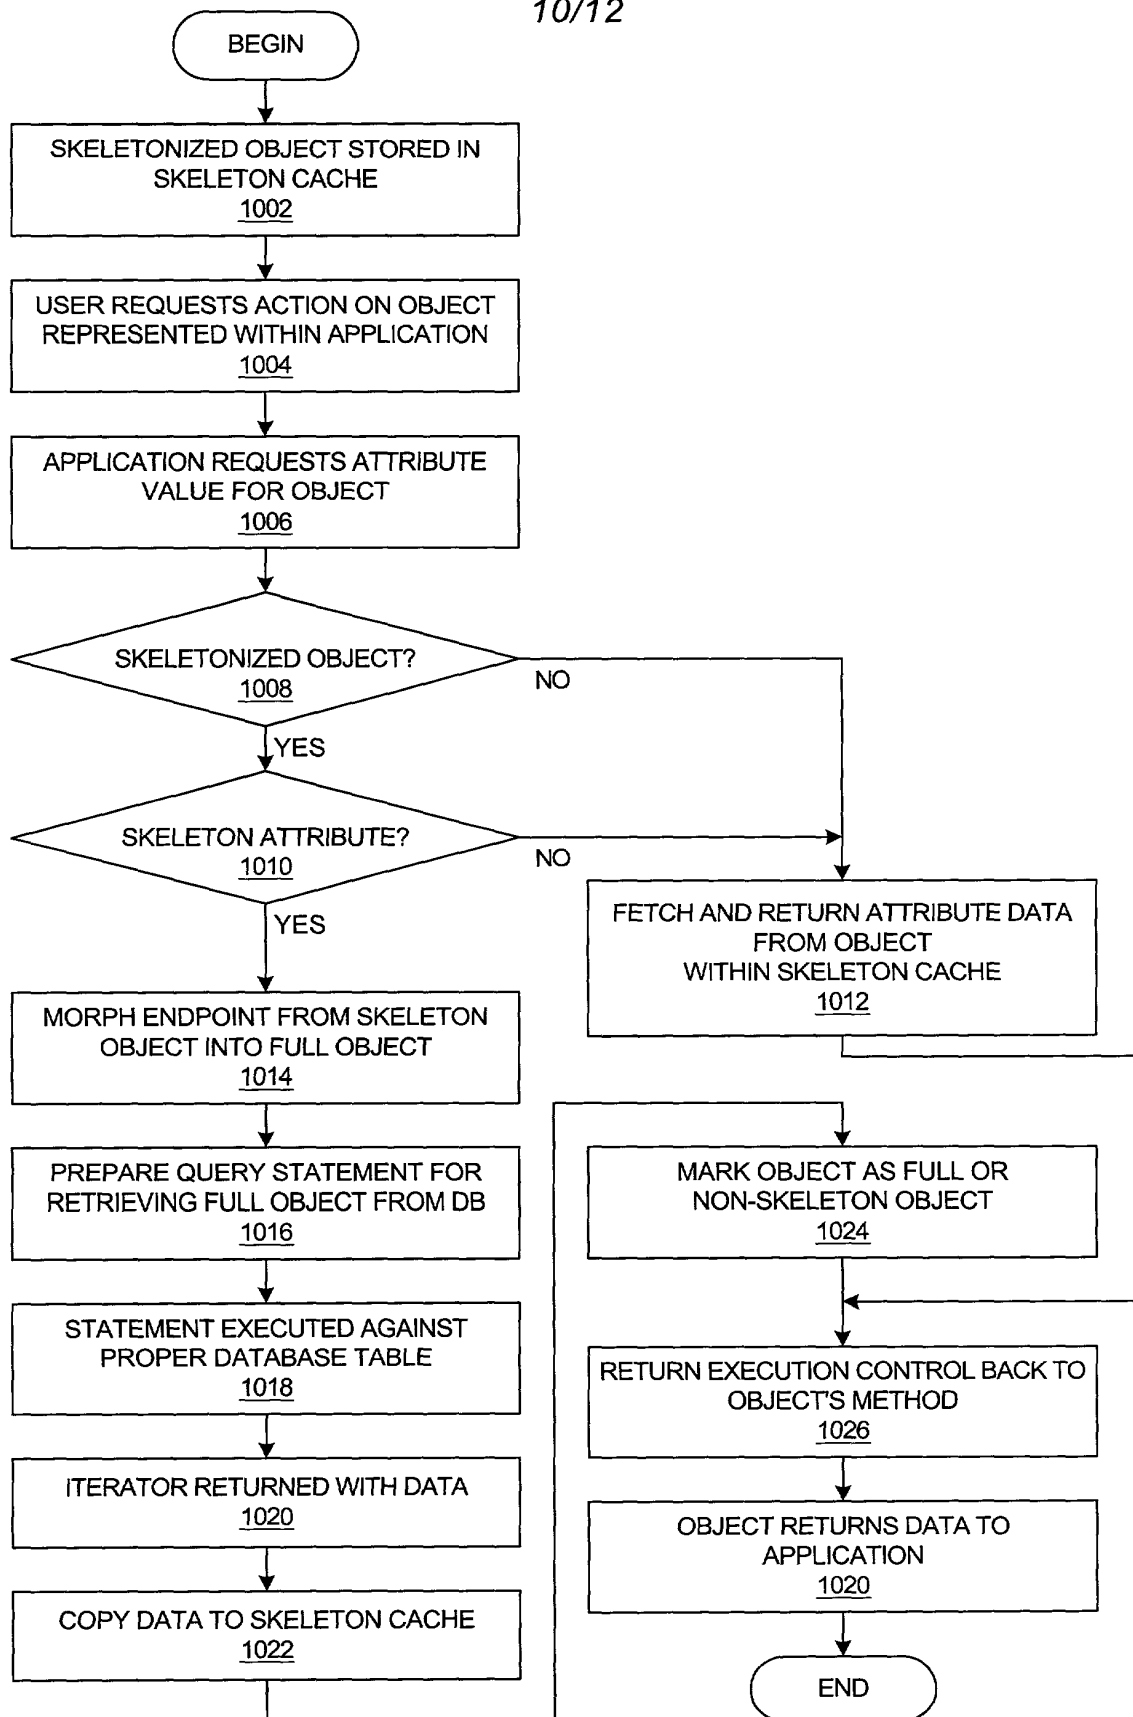 10/12
BEGIN
SKELETONIZED OBJECT STORED IN
SKELETON CACHE
1002
USER REQUESTS ACTION ON OBJECT
REPRESENTED WITHIN APPLICATION
1004
APPLICATION REQUESTS ATTRIBUTE
VALUE FOR OBJECT
1006
SKELETONIZED OBJECT?
1008
NO
YES
SKELETON ATTRIBUTE?
1010
NO
YES
FETCH AND RETURN ATTRIBUTE DATA
FROM OBJECT
WITHIN SKELETON CACHE
1012
MORPH ENDPOINT FROM SKELETON
OBJECT INTO FULL OBJECT
1014
PREPARE QUERY STATEMENT FOR
RETRIEVING FULL OBJECT FROM DB
1016
STATEMENT EXECUTED AGAINST
PROPER DATABASE TABLE
1018
ITERATOR RETURNED WITH DATA
1020
COPY DATA TO SKELETON CACHE
1022
MARK OBJECT AS FULL OR
NON-SKELETON OBJECT
1024
RETURN EXECUTION CONTROL BACK TO
OBJECT'S METHOD
1026
OBJECT RETURNS DATA TO
APPLICATION
1020
END